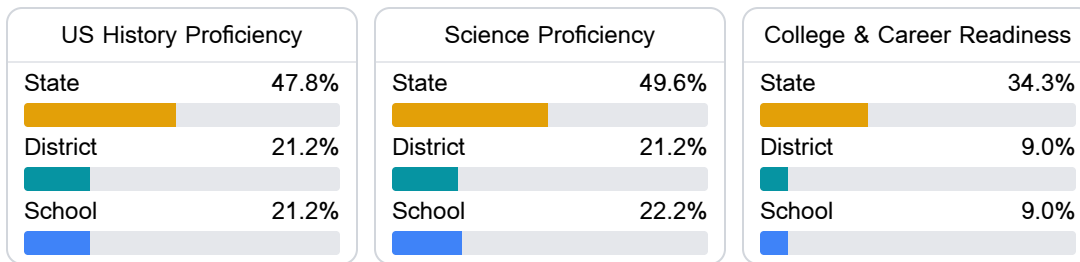 US History Proficiency
State 47.8%
District 21.2%
School 21.2%
Science Proficiency
State 49.6%
District 21.2%
School 22.2%
College & Career Readiness
State 34.3%
District 9.0%
School 9.0%